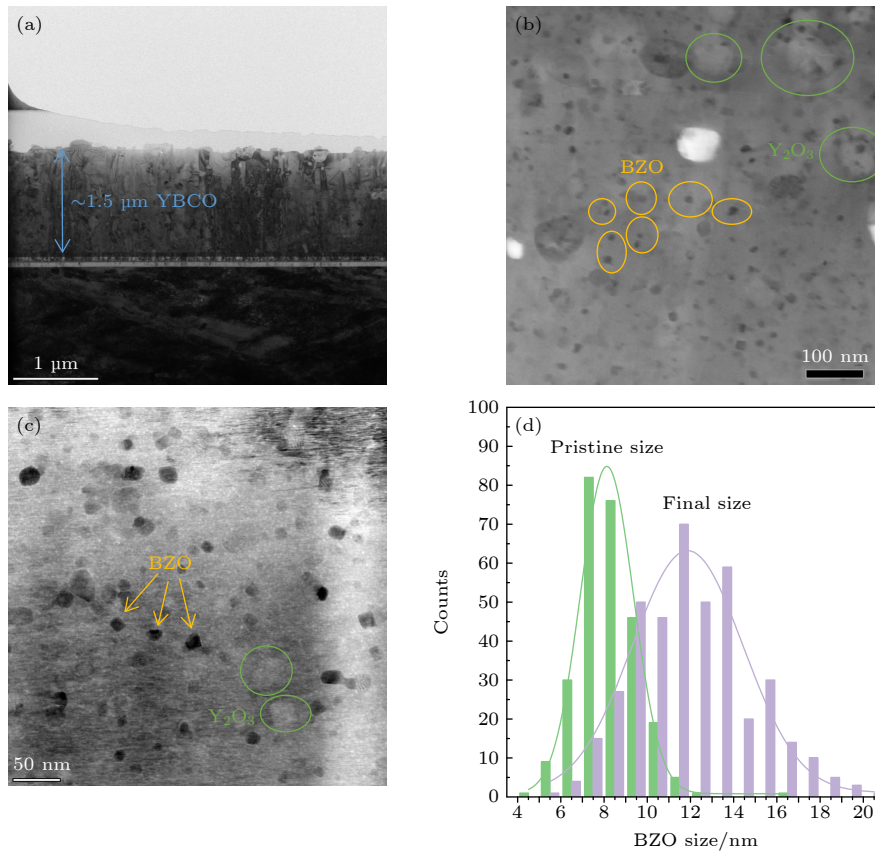 (a)
~1.5 µm YBCO
1 µm
(b)
Y₂O₃
BZO
100 nm
(c)
BZO
Y₂O₃
50 nm
(d)
Pristine size
Final size
100
90
80
70
60
50
40
30
20
10
0
Counts
4 6 8 10 12 14 16 18 20
BZO size/nm